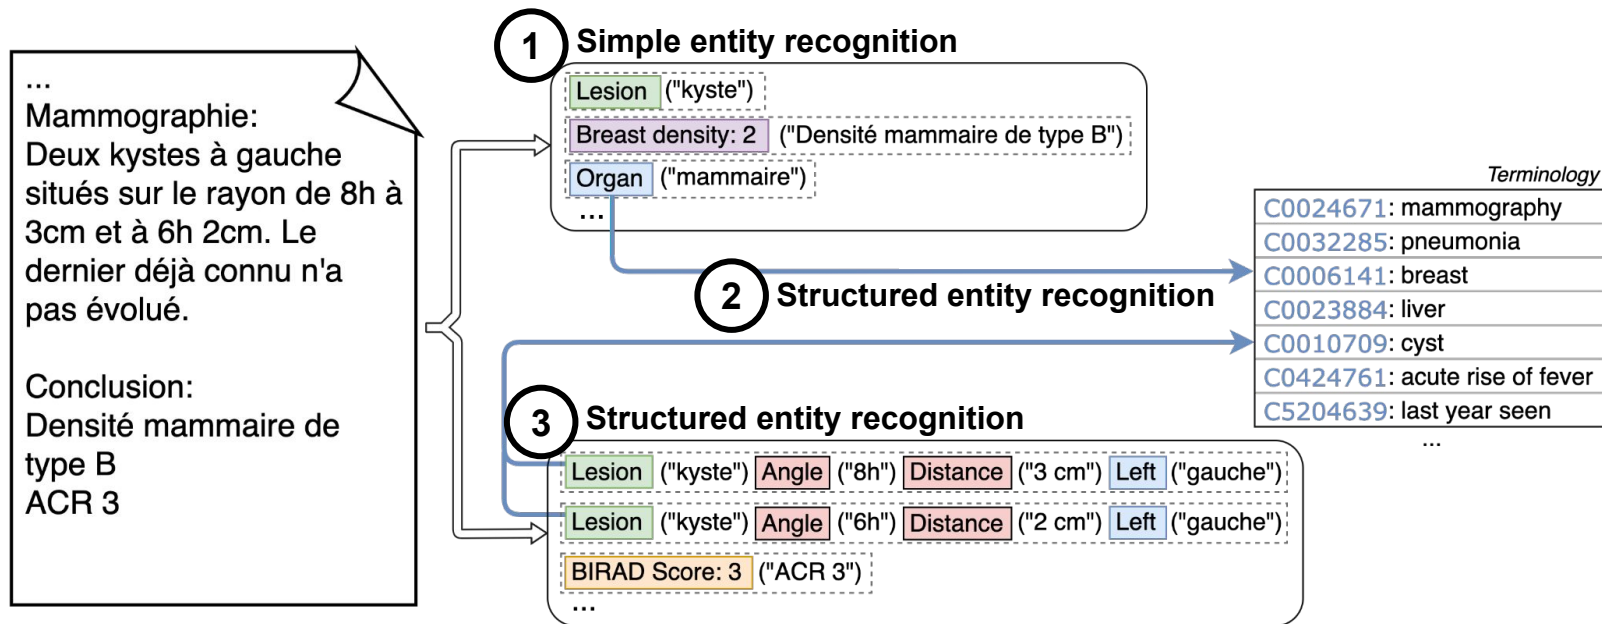 ...
Mammographie:
Deux kystes à gauche
situés sur le rayon de 8h à
3cm et à 6h 2cm. Le
dernier déjà connu n'a
pas évolué.
Conclusion:
Densité mammaire de
type B
ACR 3
1 Simple entity recognition
Lesion ("kyste")
Breast density: 2 ("Densité mammaire de type B")
Organ ("mammaire")
...
2 Structured entity recognition
Terminology
C0024671: mammography
C0032285: pneumonia
C0006141: breast
C0023884: liver
C0010709: cyst
C0424761: acute rise of fever
C5204639: last year seen
...
3 Structured entity recognition
Lesion ("kyste") Angle ("8h") Distance ("3 cm") Left ("gauche")
Lesion ("kyste") Angle ("6h") Distance ("2 cm") Left ("gauche")
BIRAD Score: 3 ("ACR 3")
...